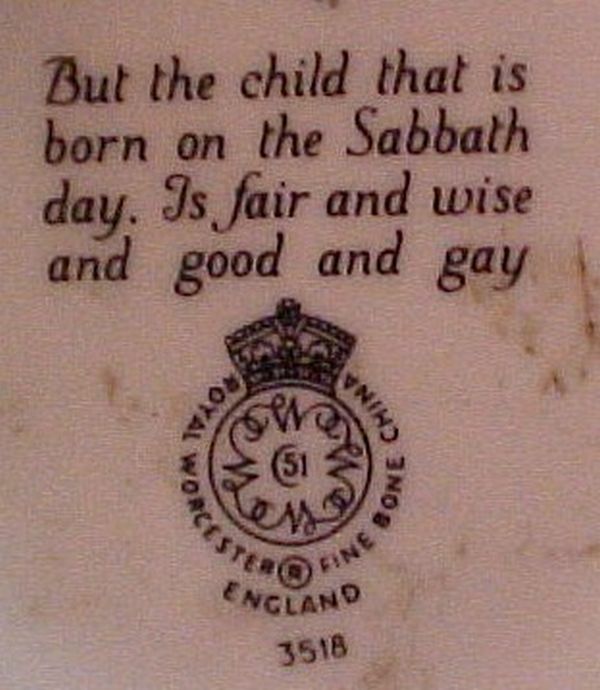 But the child that is
born on the Sabbath
day. Is fair and wise
and good and gay
51
ROYAL WORCESTER ® FINE BONE CHINA
ENGLAND
3518